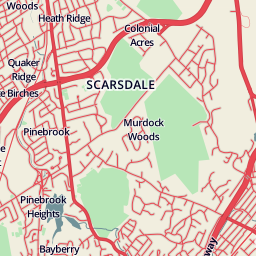 Woods
Heath Ridge
Colonial
Acres
Quaker
Ridge
Birches
SCARSDALE
Murdock
Woods
Pinebrook
Pinebrook
Heights
Bayberry